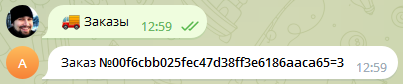 🚚 Заказы 12:59
А
Заказ №00f6cbb025fec47d38ff3e6186aaca65=3 12:59